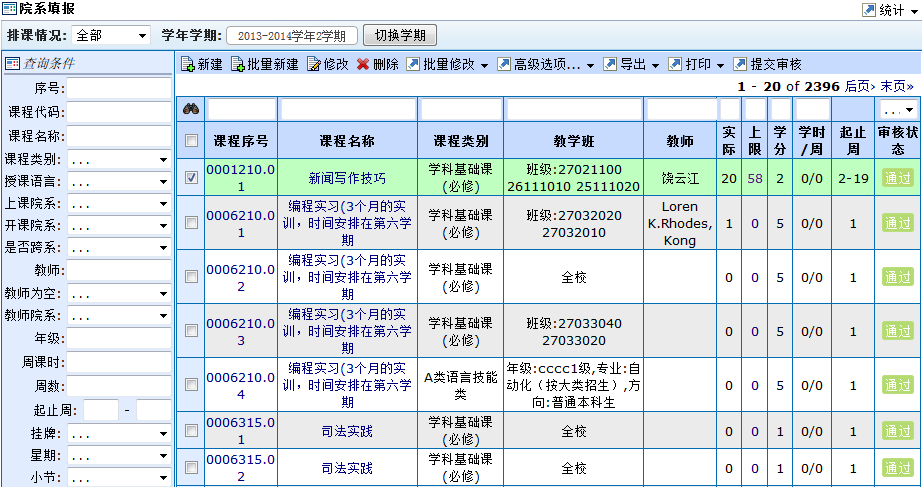 院系填报
统计
排课情况: 全部 学年学期: 2013-2014学年2学期 切换学期
查询条件
序号:
课程代码:
课程名称:
课程类别: ...
授课语言: ...
上课院系: ...
开课院系: ...
是否跨系: ...
教师:
教师为空: ...
教师院系: ...
年级:
周课时:
周数:
起止周: -
挂牌: ...
星期: ...
小节: ...
新建 批量新建 修改 删除 批量修改 高级选项... 导出 打印 提交审核
1 - 20 of 2396 后页› 末页»
...
课程序号 课程名称 课程类别 教学班 教师 实际 上限 学分 学时/周 起止周 审核状态
0001210.01 新闻写作技巧 学科基础课(必修) 班级:27021100 26111010 25111020 饶云江 20 58 2 0/0 2-19 通过
0006210.01 编程实习(3个月的实训，时间安排在第六学期 学科基础课(必修) 班级:27032020 27032010 Loren K.Rhodes, Kong 1 0 5 0/0 1 通过
0006210.02 编程实习(3个月的实训，时间安排在第六学期 学科基础课(必修) 全校 0 0 5 0/0 1 通过
0006210.03 编程实习(3个月的实训，时间安排在第六学期 学科基础课(必修) 班级:27033040 27033020 0 0 5 0/0 1 通过
0006210.04 编程实习(3个月的实训，时间安排在第六学期 A类语言技能类 年级:cccc1级,专业:自动化（按大类招生）,方向:普通本科生 0 0 5 0/0 1 通过
0006315.01 司法实践 学科基础课(必修) 全校 0 0 1 0/0 1 通过
0006315.02 司法实践 学科基础课(必修) 全校 0 0 1 0/0 1 通过